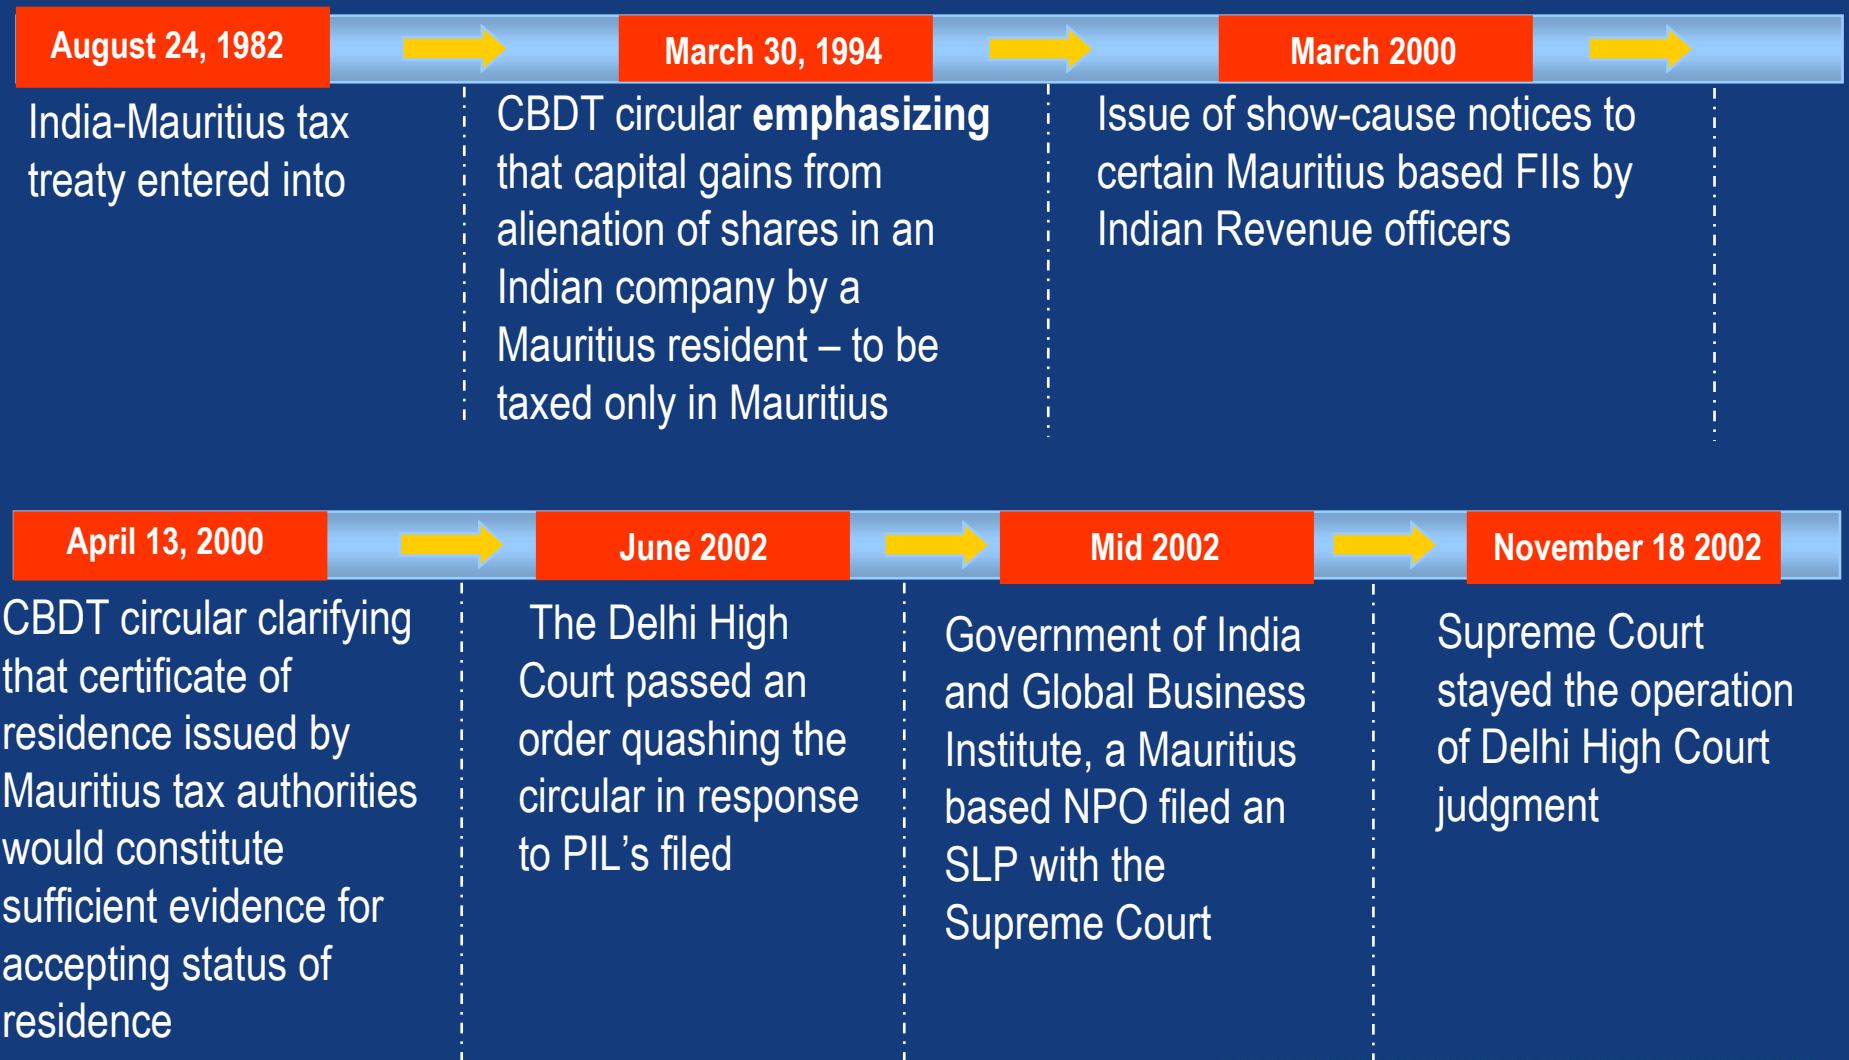 August 24, 1982
March 30, 1994
March 2000
India-Mauritius tax
treaty entered into
CBDT circular emphasizing
that capital gains from
alienation of shares in an
Indian company by a
Mauritius resident – to be
taxed only in Mauritius
Issue of show-cause notices to
certain Mauritius based FIIs by
Indian Revenue officers
April 13, 2000
June 2002
Mid 2002
November 18 2002
CBDT circular clarifying
that certificate of
residence issued by
Mauritius tax authorities
would constitute
sufficient evidence for
accepting status of
residence
The Delhi High
Court passed an
order quashing the
circular in response
to PIL’s filed
Government of India
and Global Business
Institute, a Mauritius
based NPO filed an
SLP with the
Supreme Court
Supreme Court
stayed the operation
of Delhi High Court
judgment